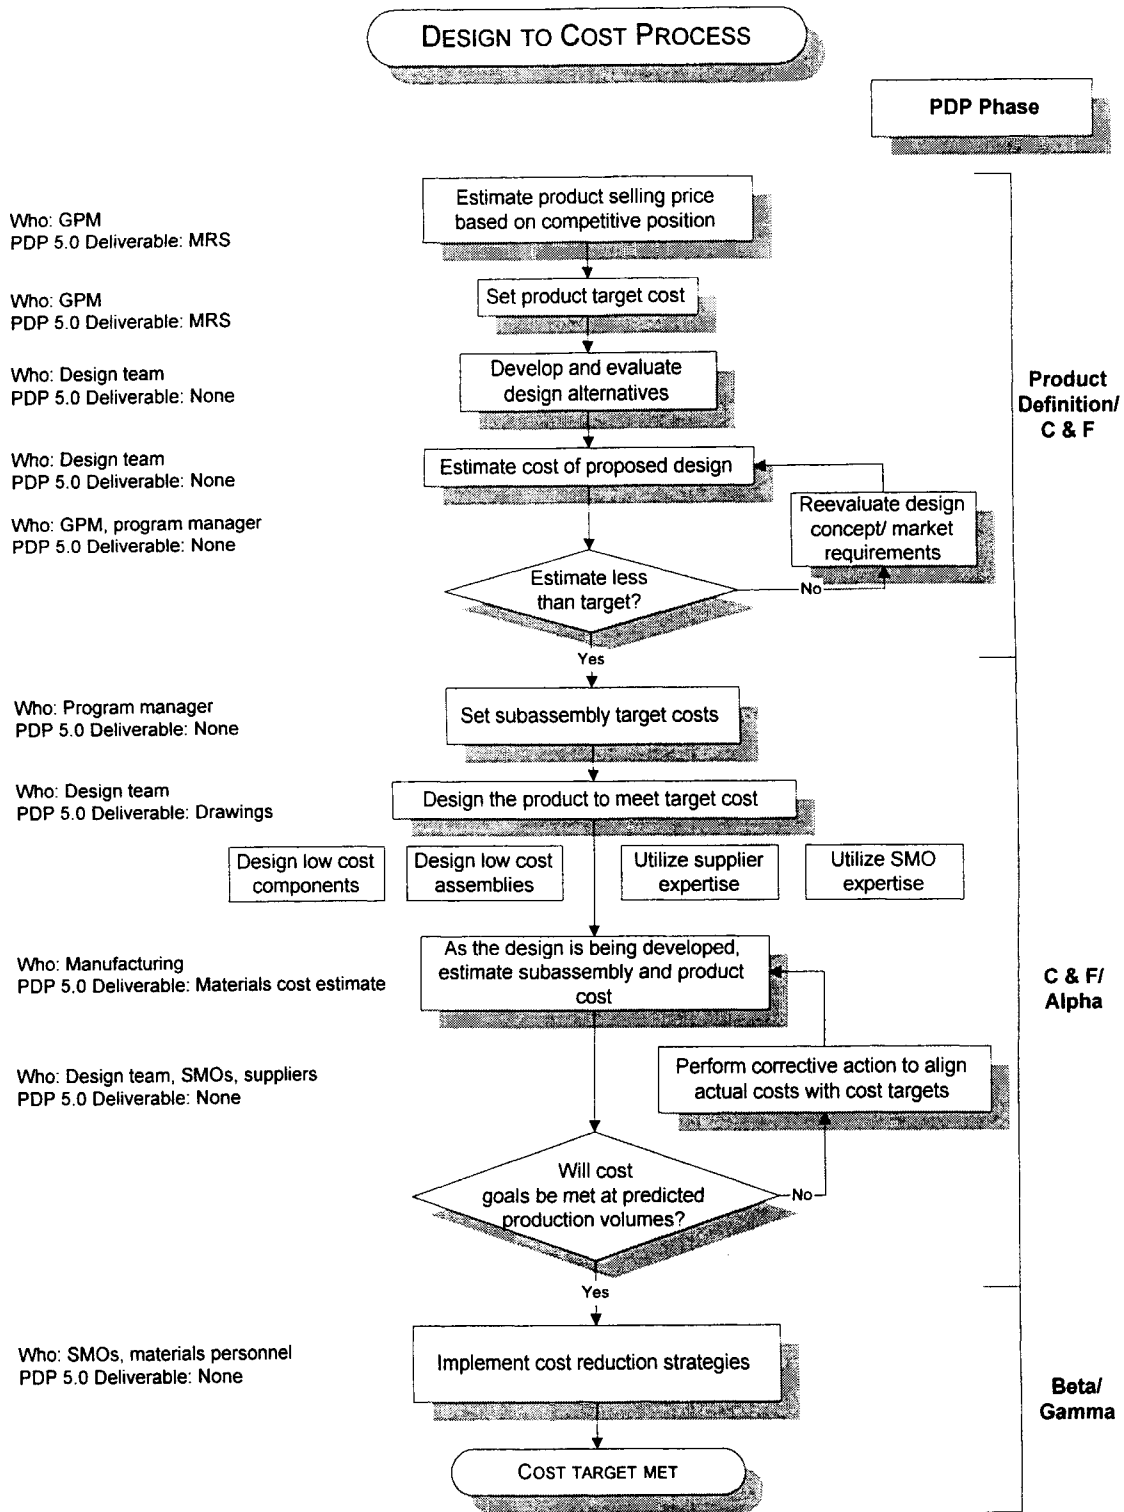 DESIGN TO COST PROCESS
PDP Phase
Who: GPM
PDP 5.0 Deliverable: MRS
Estimate product selling price
based on competitive position
Who: GPM
PDP 5.0 Deliverable: MRS
Set product target cost
Who: Design team
PDP 5.0 Deliverable: None
Develop and evaluate
design alternatives
Product
Definition/
C & F
Who: Design team
PDP 5.0 Deliverable: None
Estimate cost of proposed design
Who: GPM, program manager
PDP 5.0 Deliverable: None
Reevaluate design
concept/ market
requirements
Estimate less
than target?
No
Yes
Who: Program manager
PDP 5.0 Deliverable: None
Set subassembly target costs
Who: Design team
PDP 5.0 Deliverable: Drawings
Design the product to meet target cost
Design low cost
components
Design low cost
assemblies
Utilize supplier
expertise
Utilize SMO
expertise
Who: Manufacturing
PDP 5.0 Deliverable: Materials cost estimate
As the design is being developed,
estimate subassembly and product
cost
C & F/
Alpha
Who: Design team, SMOs, suppliers
PDP 5.0 Deliverable: None
Perform corrective action to align
actual costs with cost targets
Will cost
goals be met at predicted
production volumes?
No
Yes
Who: SMOs, materials personnel
PDP 5.0 Deliverable: None
Implement cost reduction strategies
Beta/
Gamma
COST TARGET MET